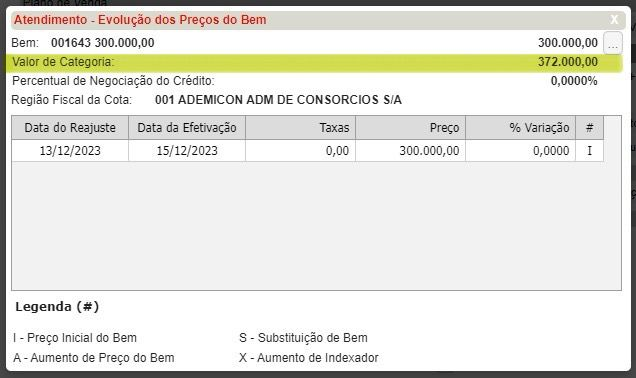 Plano de Venda
Atendimento - Evolução dos Preços do Bem X
Bem: 001643 300.000,00 300.000,00 ...
Valor de Categoria: 372.000,00
Percentual de Negociação do Crédito: 0,0000%
Região Fiscal da Cota: 001 ADEMICON ADM DE CONSORCIOS S/A
Data do Reajuste Data da Efetivação Taxas Preço % Variação #
13/12/2023 15/12/2023 0,00 300.000,00 0,0000 I
Legenda (#)
I - Preço Inicial do Bem S - Substituição de Bem
A - Aumento de Preço do Bem X - Aumento de Indexador